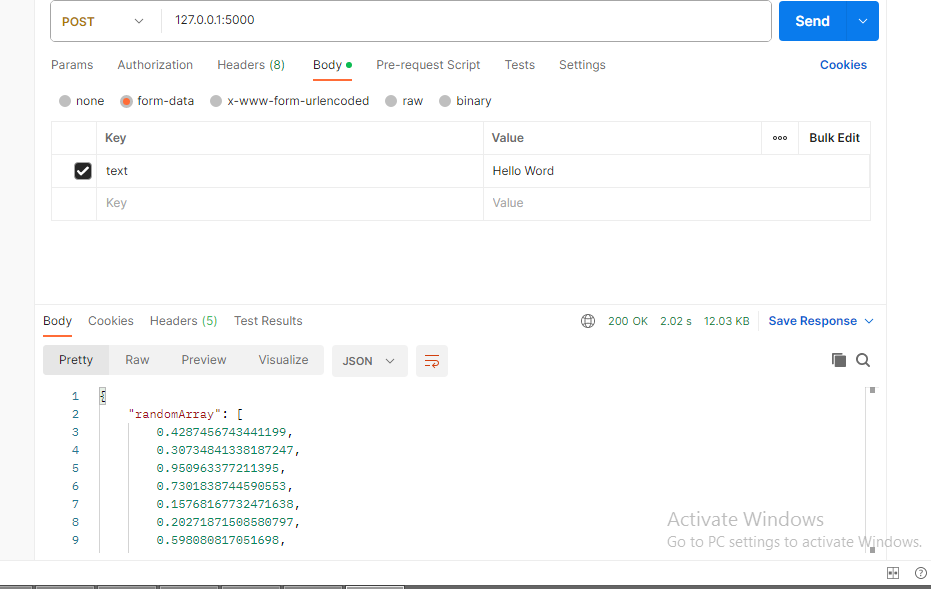 POST 127.0.0.1:5000 Send
Params Authorization Headers (8) Body Pre-request Script Tests Settings Cookies
none form-data x-www-form-urlencoded raw binary
Key Value Bulk Edit
text Hello Word
Key Value
Body Cookies Headers (5) Test Results 200 OK 2.02 s 12.03 KB Save Response
Pretty Raw Preview Visualize JSON
1 {
2 "randomArray": [
3 0.4287456743441199,
4 0.30734841338187247,
5 0.950963377211395,
6 0.7301838744590553,
7 0.15768167732471638,
8 0.20271871508580797,
9 0.598080817051698,
Activate Windows
Go to PC settings to activate Windows.